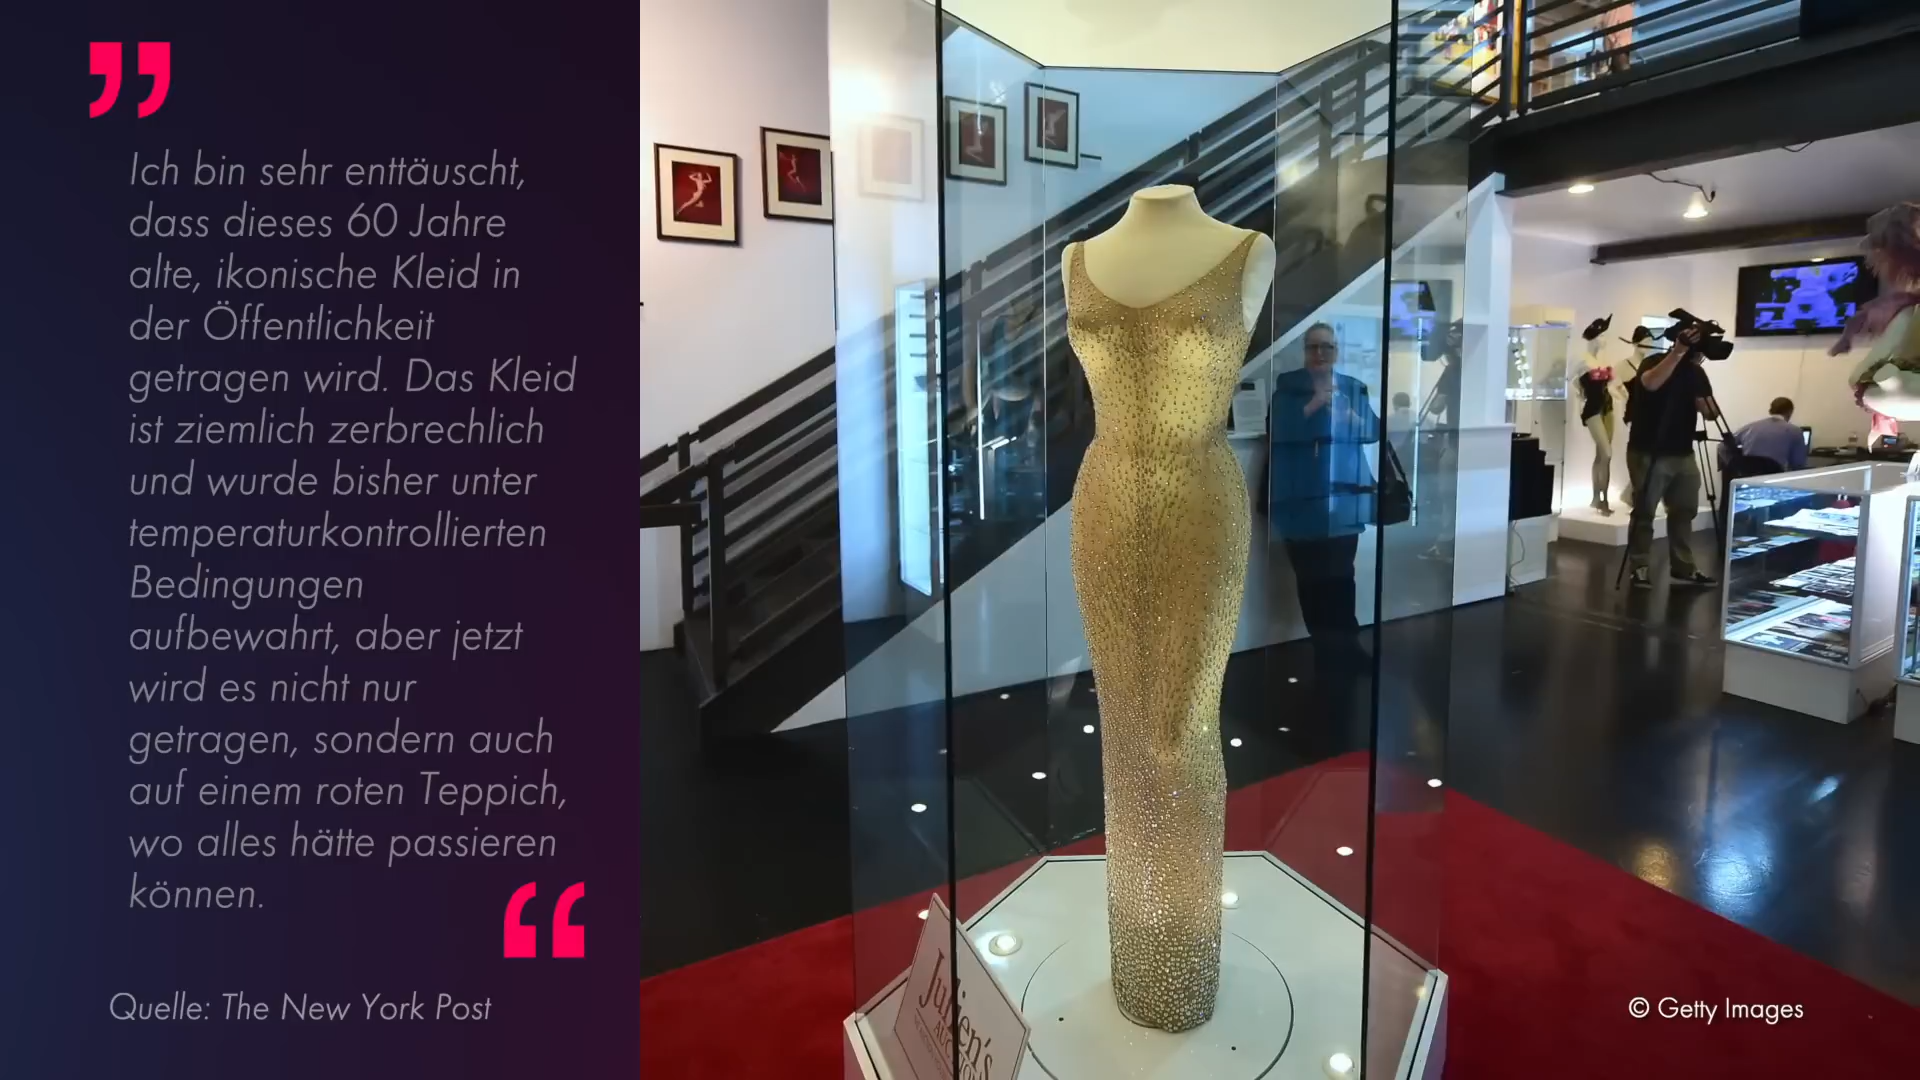 Ich bin sehr enttäuscht,
dass dieses 60 Jahre
alte, ikonische Kleid in
der Öffentlichkeit
getragen wird. Das Kleid
ist ziemlich zerbrechlich
und wurde bisher unter
temperaturkontrollierten
Bedingungen
aufbewahrt, aber jetzt
wird es nicht nur
getragen, sondern auch
auf einem roten Teppich,
wo alles hätte passieren
können.
Quelle: The New York Post
Julien's
© Getty Images